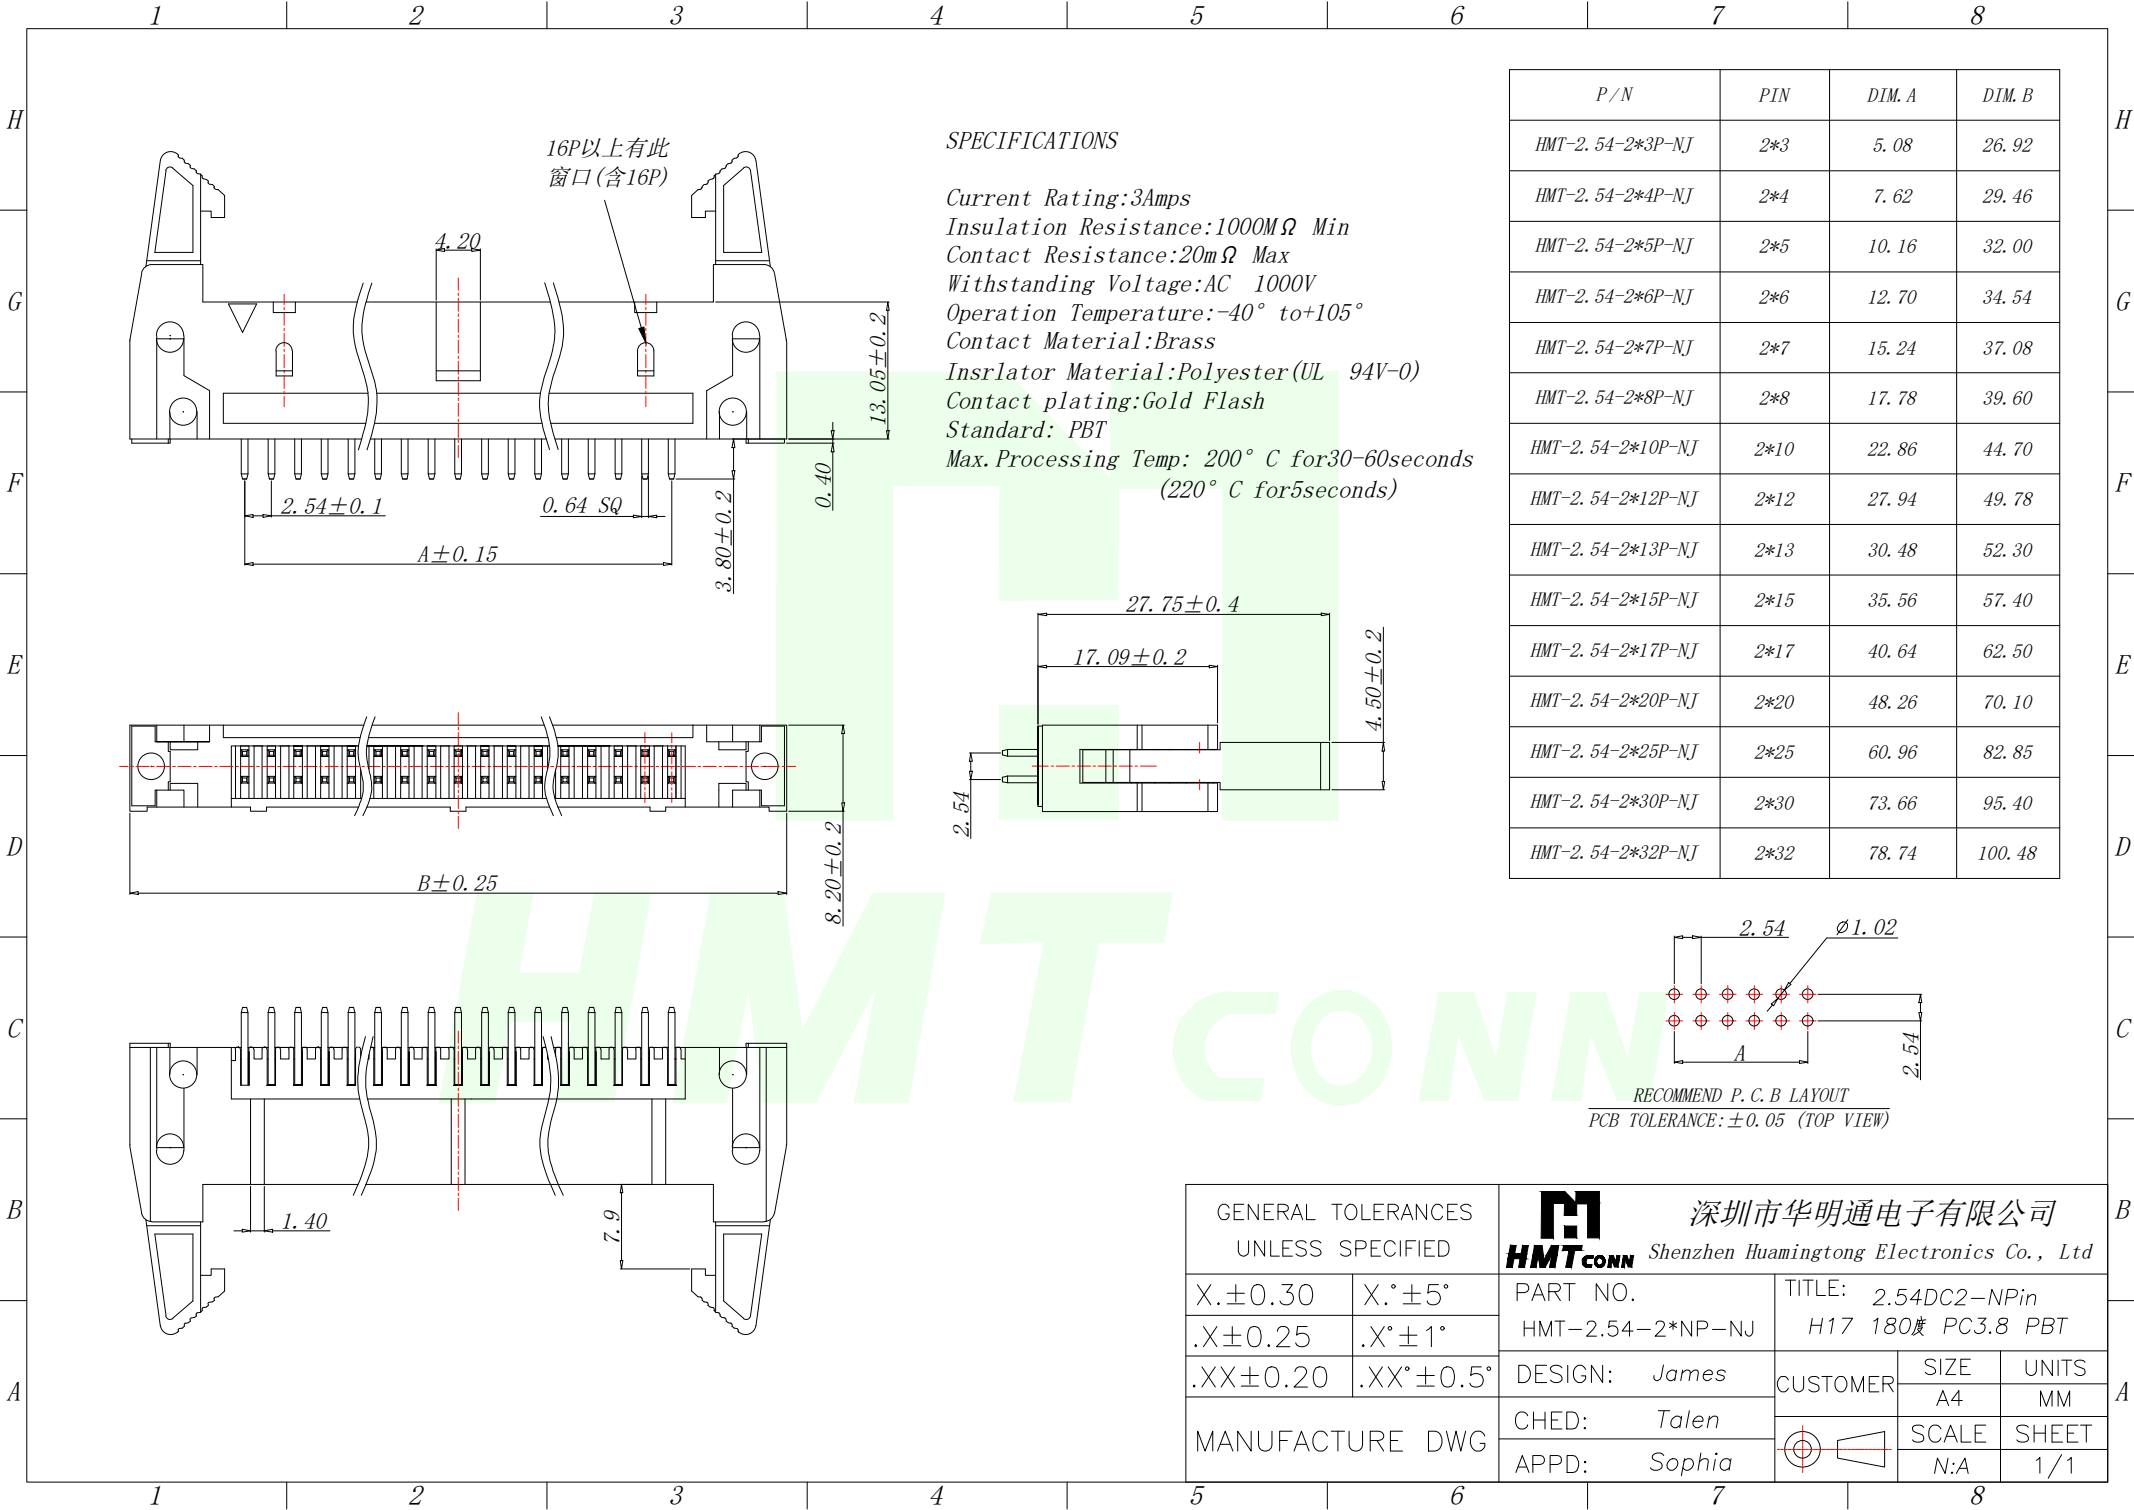 1 2 3 4 5 6 7 8
H
G
F
E
D
C
B
A
16P以上有此
窗口(含16P)
4.20
13.05±0.2
0.40
3.80±0.2
2.54±0.1
0.64 SQ
A±0.15
SPECIFICATIONS
Current Rating:3Amps
Insulation Resistance:1000MΩ Min
Contact Resistance:20mΩ Max
Withstanding Voltage:AC 1000V
Operation Temperature:-40° to+105°
Contact Material:Brass
Insrlator Material:Polyester(UL 94V-0)
Contact plating:Gold Flash
Standard: PBT
Max.Processing Temp: 200° C for30-60seconds
(220° C for5seconds)
P/N PIN DIM.A DIM.B
HMT-2.54-2*3P-NJ 2*3 5.08 26.92
HMT-2.54-2*4P-NJ 2*4 7.62 29.46
HMT-2.54-2*5P-NJ 2*5 10.16 32.00
HMT-2.54-2*6P-NJ 2*6 12.70 34.54
HMT-2.54-2*7P-NJ 2*7 15.24 37.08
HMT-2.54-2*8P-NJ 2*8 17.78 39.60
HMT-2.54-2*10P-NJ 2*10 22.86 44.70
HMT-2.54-2*12P-NJ 2*12 27.94 49.78
HMT-2.54-2*13P-NJ 2*13 30.48 52.30
HMT-2.54-2*15P-NJ 2*15 35.56 57.40
HMT-2.54-2*17P-NJ 2*17 40.64 62.50
HMT-2.54-2*20P-NJ 2*20 48.26 70.10
HMT-2.54-2*25P-NJ 2*25 60.96 82.85
HMT-2.54-2*30P-NJ 2*30 73.66 95.40
HMT-2.54-2*32P-NJ 2*32 78.74 100.48
27.75±0.4
17.09±0.2
4.50±0.2
2.54
8.20±0.2
B±0.25
HMTCONN
2.54
ø1.02
A
2.54
RECOMMEND P.C.B LAYOUT
PCB TOLERANCE:±0.05 (TOP VIEW)
1.40
7.9
GENERAL TOLERANCES
UNLESS SPECIFIED
X.±0.30 X.°±5°
.X±0.25 .X°±1°
.XX±0.20 .XX°±0.5°
MANUFACTURE DWG
HMTCONN
深圳市华明通电子有限公司
Shenzhen Huamingtong Electronics Co., Ltd
PART NO.
HMT-2.54-2*NP-NJ
TITLE: 2.54DC2-NPin
H17 180度 PC3.8 PBT
DESIGN: James
CHED: Talen
APPD: Sophia
CUSTOMER
SIZE UNITS
A4 MM
SCALE SHEET
N:A 1/1
H
G
F
E
D
C
B
A
1 2 3 4 5 6 7 8